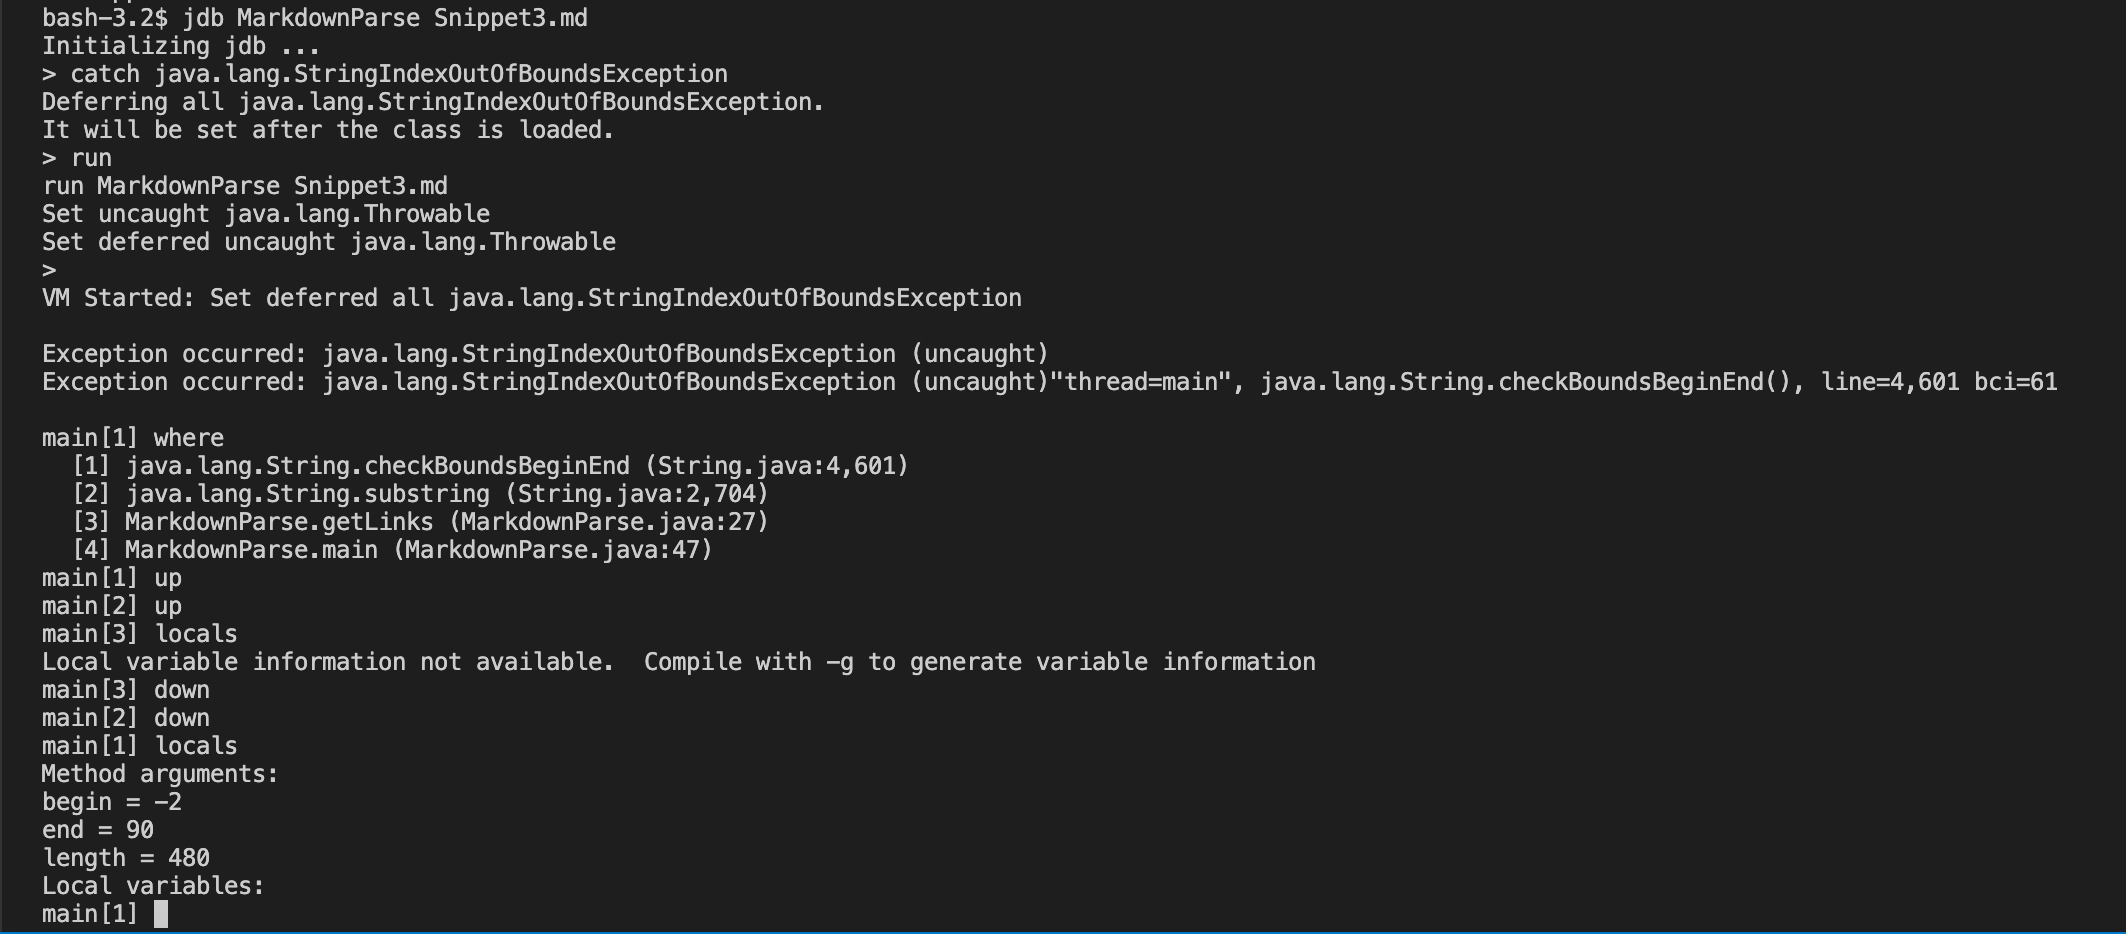 bash-3.2$ jdb MarkdownParse Snippet3.md
Initializing jdb ...
> catch java.lang.StringIndexOutOfBoundsException
Deferring all java.lang.StringIndexOutOfBoundsException.
It will be set after the class is loaded.
> run
run MarkdownParse Snippet3.md
Set uncaught java.lang.Throwable
Set deferred uncaught java.lang.Throwable
>
VM Started: Set deferred all java.lang.StringIndexOutOfBoundsException

Exception occurred: java.lang.StringIndexOutOfBoundsException (uncaught)
Exception occurred: java.lang.StringIndexOutOfBoundsException (uncaught)"thread=main", java.lang.String.checkBoundsBeginEnd(), line=4,601 bci=61

main[1] where
  [1] java.lang.String.checkBoundsBeginEnd (String.java:4,601)
  [2] java.lang.String.substring (String.java:2,704)
  [3] MarkdownParse.getLinks (MarkdownParse.java:27)
  [4] MarkdownParse.main (MarkdownParse.java:47)
main[1] up
main[2] up
main[3] locals
Local variable information not available.  Compile with -g to generate variable information
main[3] down
main[2] down
main[1] locals
Method arguments:
begin = -2
end = 90
length = 480
Local variables:
main[1]